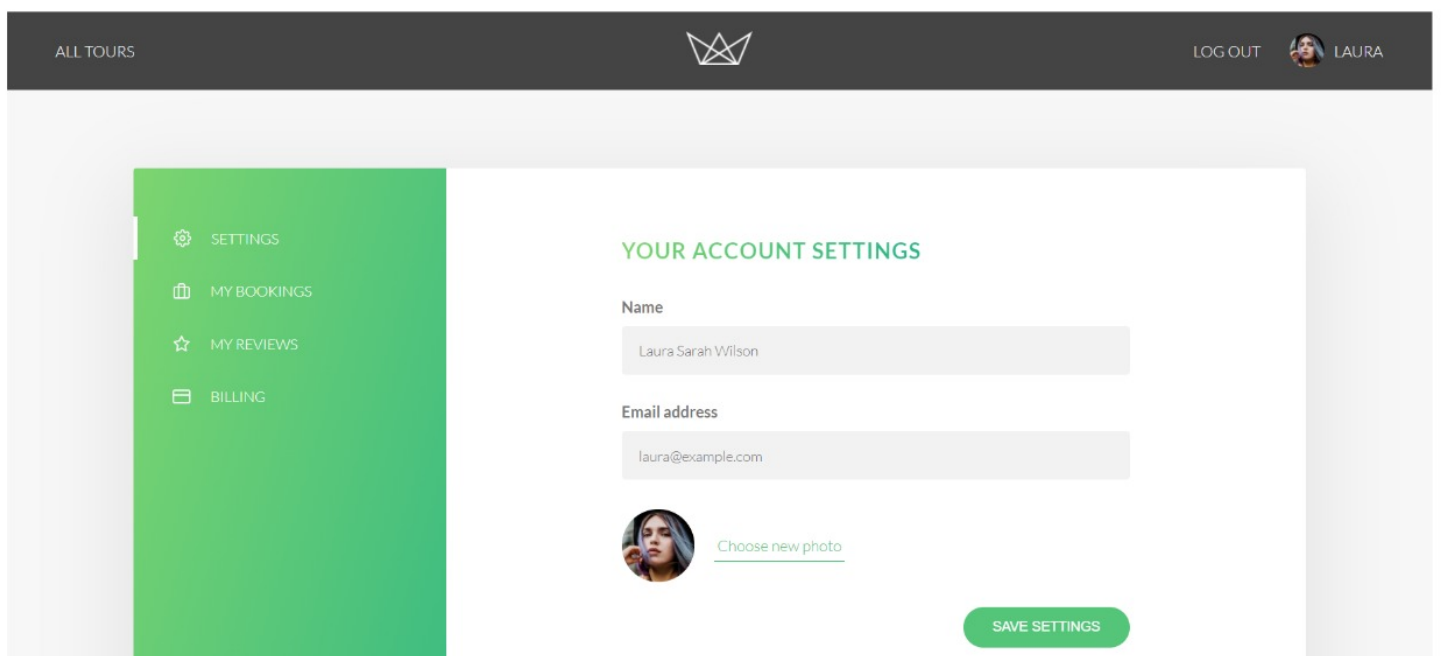 ALL TOURS
LOG OUT
LAURA
SETTINGS
MY BOOKINGS
MY REVIEWS
BILLING
YOUR ACCOUNT SETTINGS
Name
Laura Sarah Wilson
Email address
laura@example.com
Choose new photo
SAVE SETTINGS